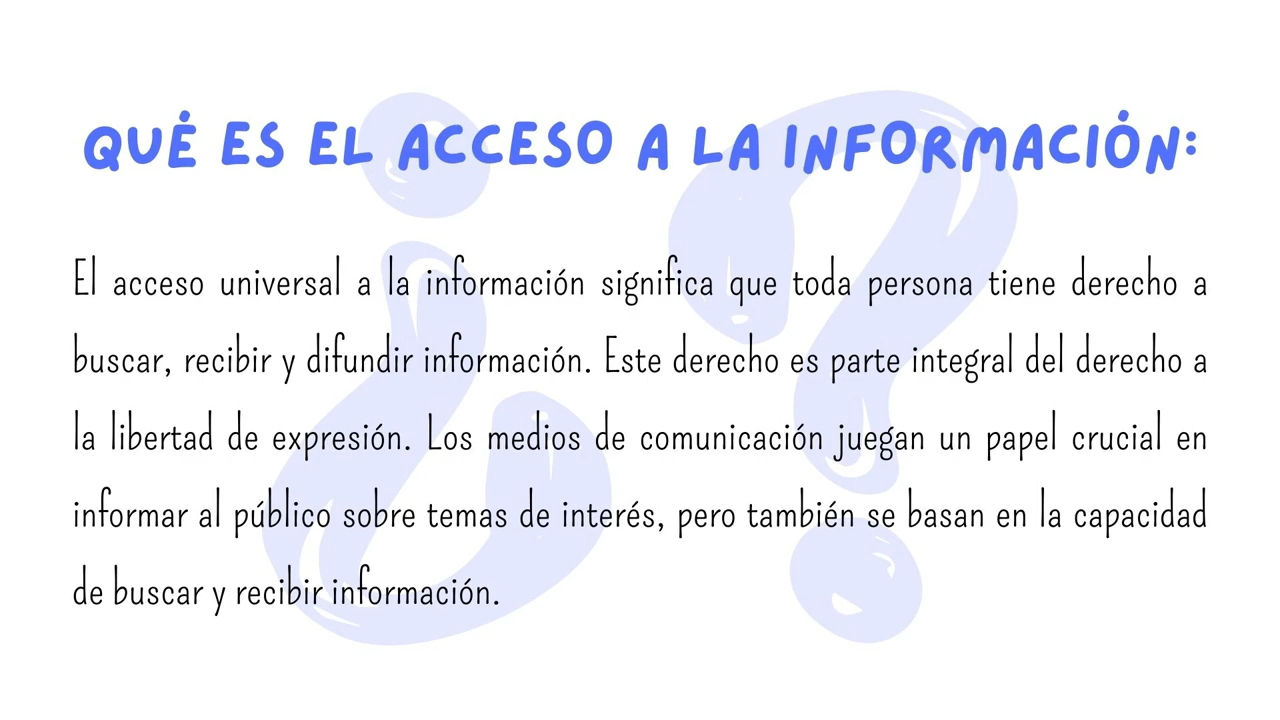 QUÉ ES EL ACCESO A LA INFORMACIÓN:
El acceso universal a la información significa que toda persona tiene derecho a
buscar, recibir y difundir información. Este derecho es parte integral del derecho a
la libertad de expresión. Los medios de comunicación juegan un papel crucial en
informar al público sobre temas de interés, pero también se basan en la capacidad
de buscar y recibir información.